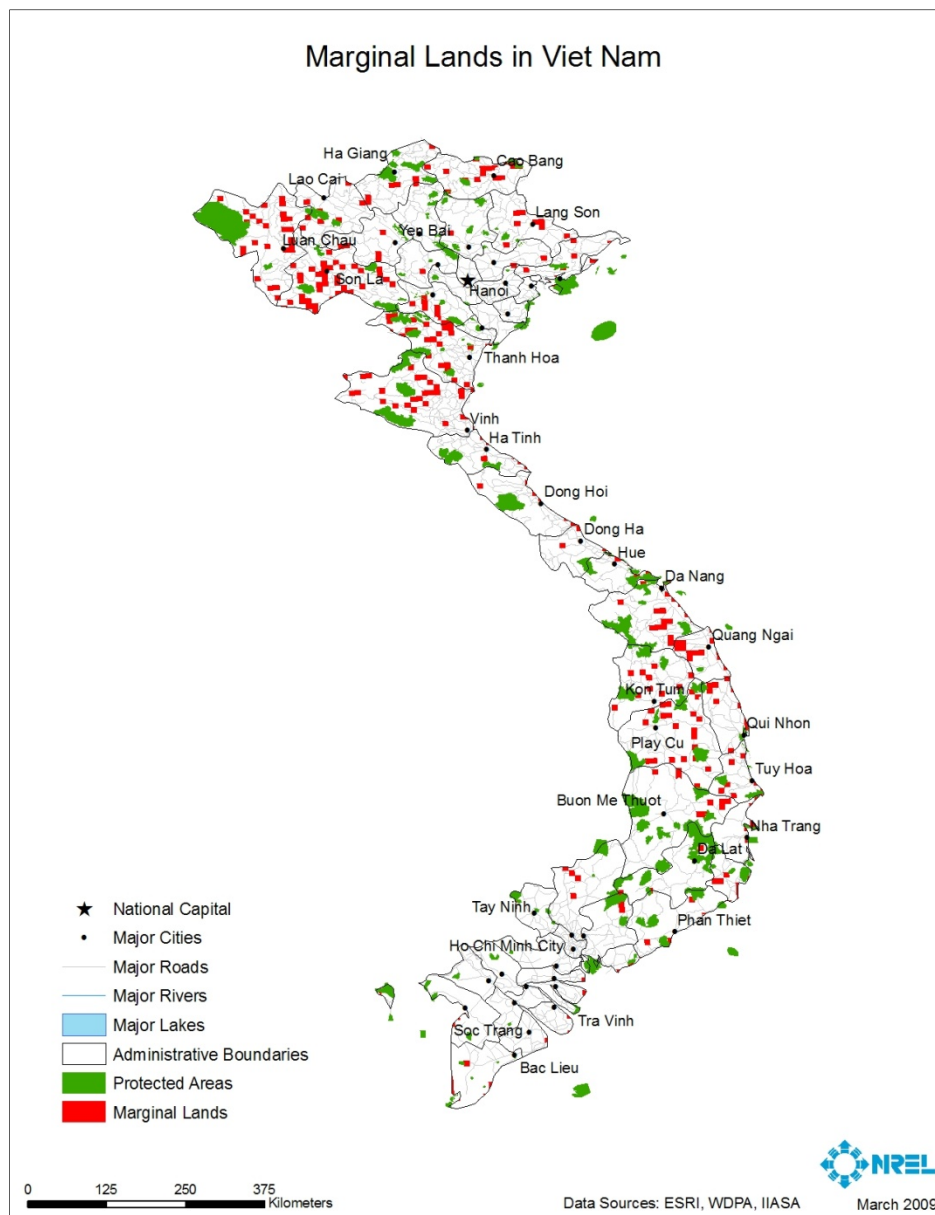 Marginal Lands in Viet Nam
Ha Giang
Cao Bang
Lao Cai
Lang Son
Yen Bai
Luan Chau
Son La
Hanoi
Thanh Hoa
Vinh
Ha Tinh
Dong Hoi
Dong Ha
Hue
Da Nang
Quang Ngai
Kon Tum
Qui Nhon
Play Cu
Tuy Hoa
Buon Me Thuot
Nha Trang
Da Lat
Tay Ninh
Phan Thiet
Ho Chi Minh City
Tra Vinh
Soc Trang
Bac Lieu
National Capital
Major Cities
Major Roads
Major Rivers
Major Lakes
Administrative Boundaries
Protected Areas
Marginal Lands
NREL
0 125 250 375
Kilometers
Data Sources: ESRI, WDPA, IIASA
March 2009